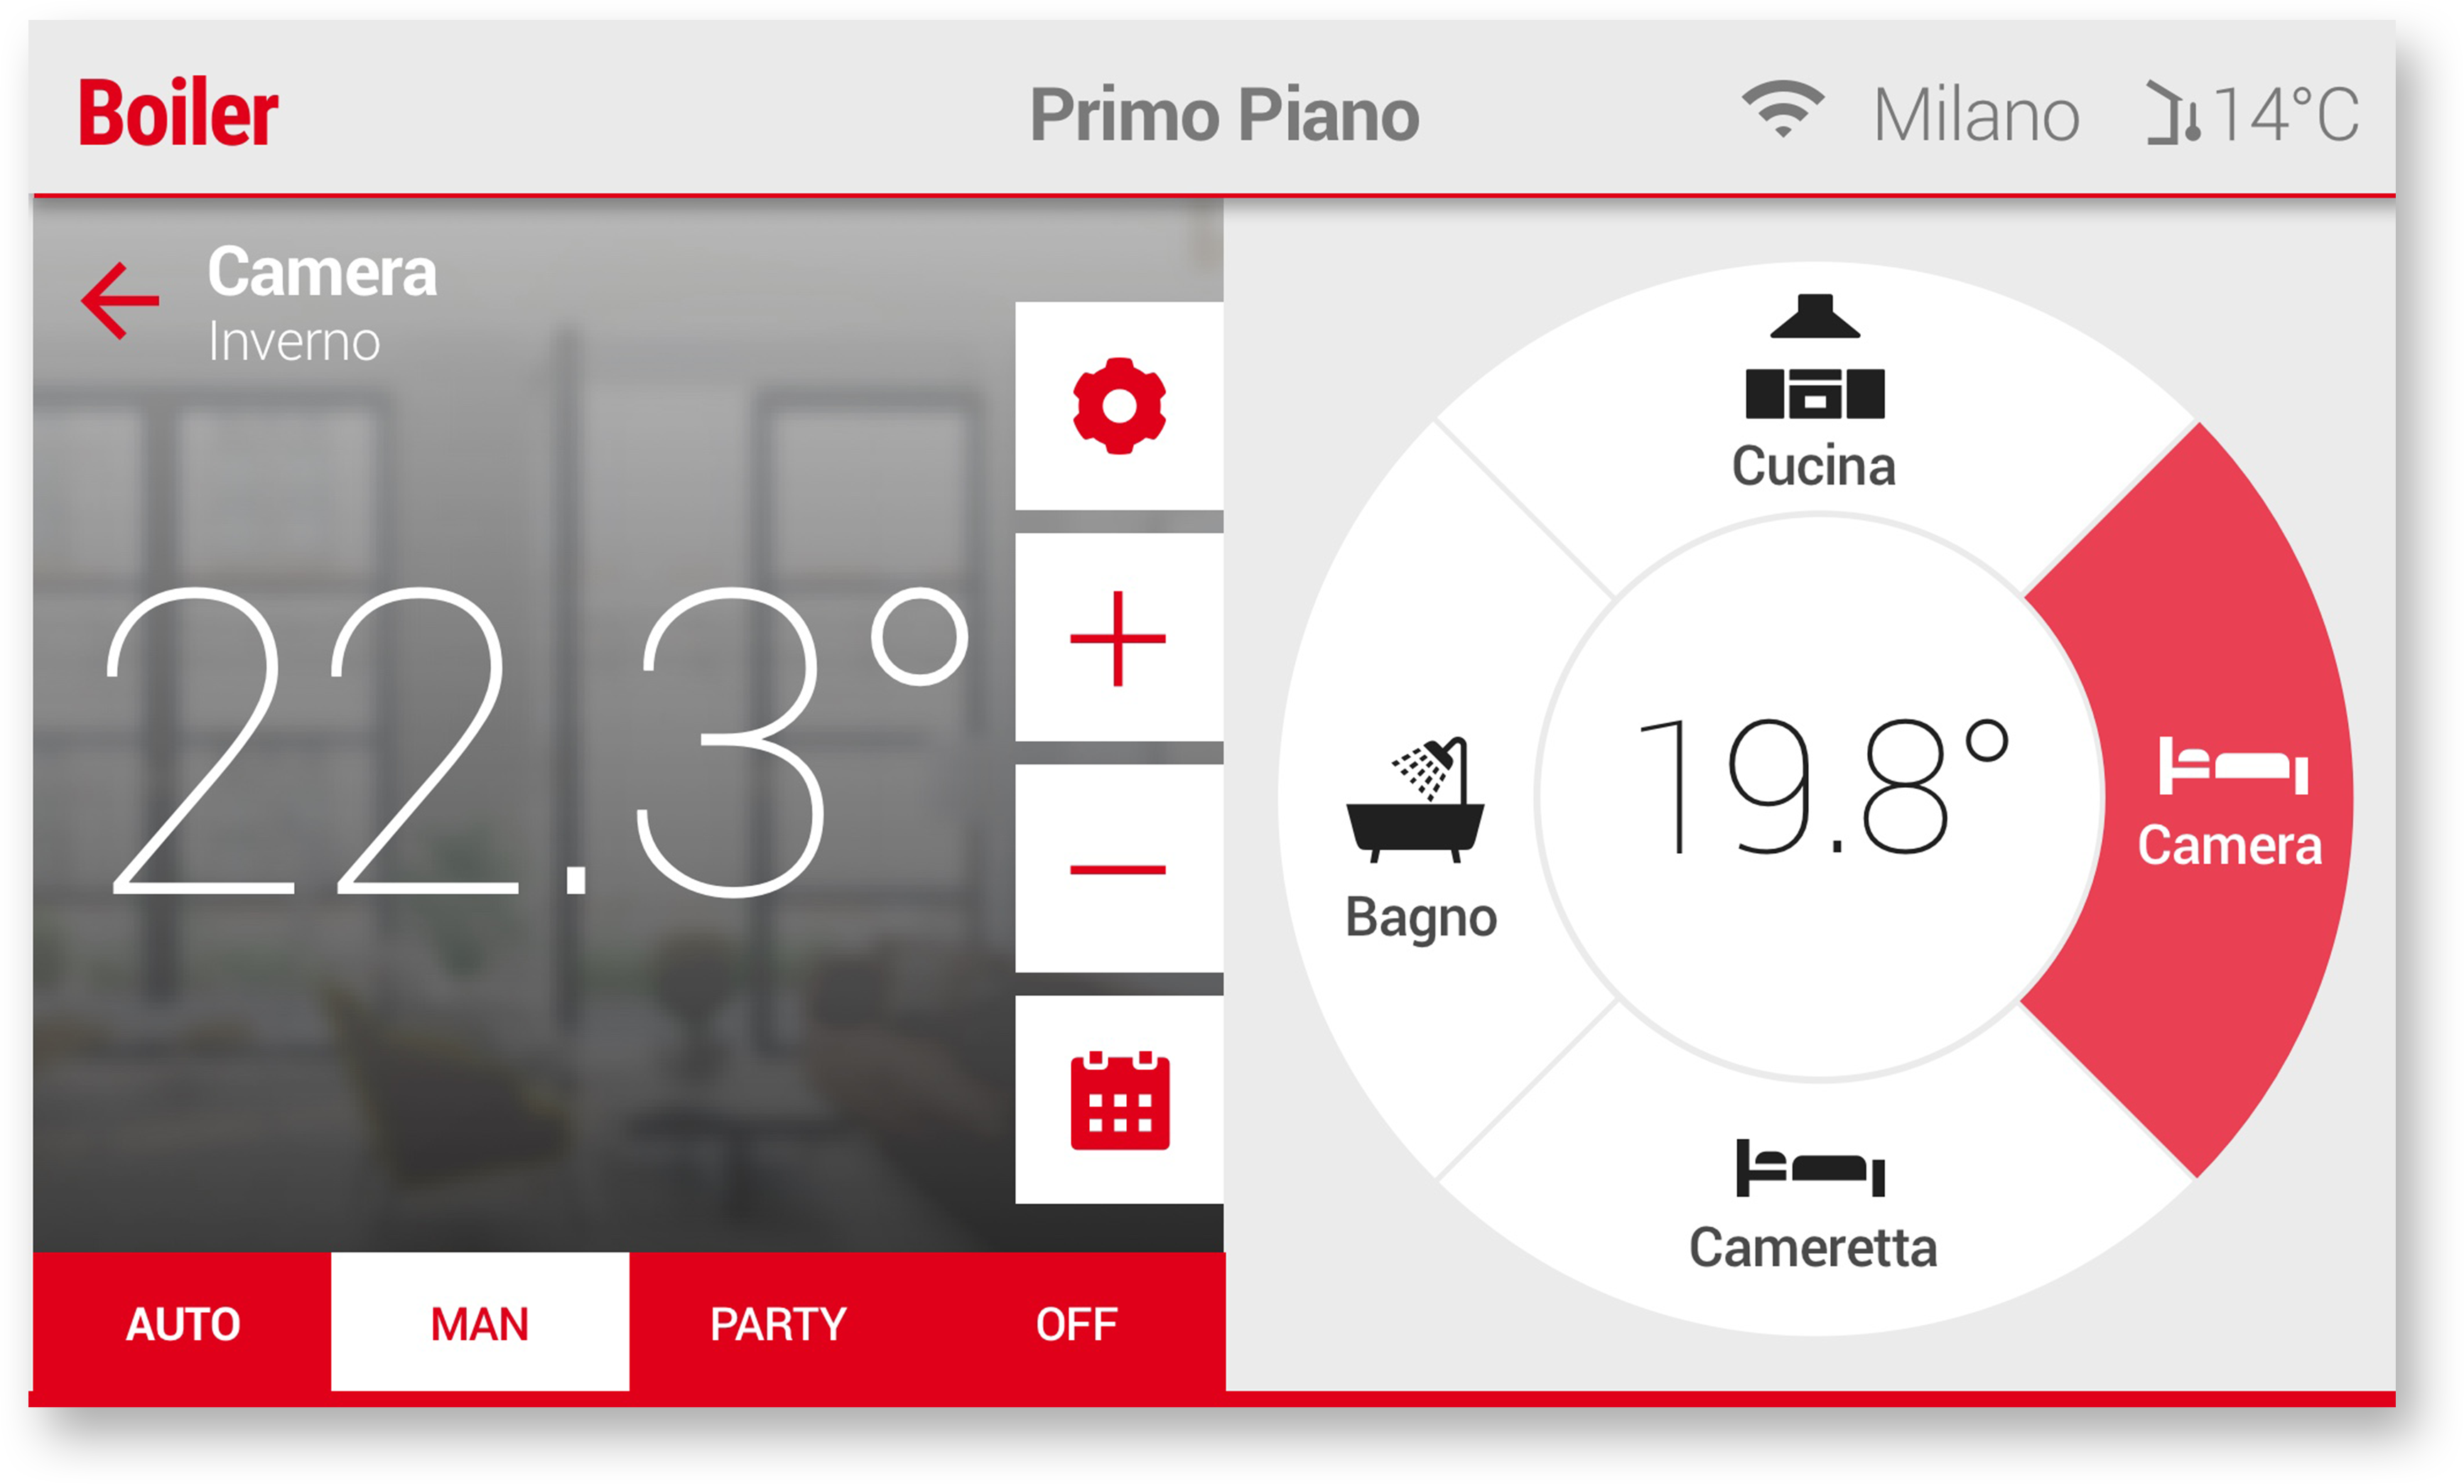 Boiler
Primo Piano
Milano
14°C
Camera
Inverno
22.3°
AUTO
MAN
PARTY
OFF
Cucina
Bagno
19.8°
Camera
Cameretta